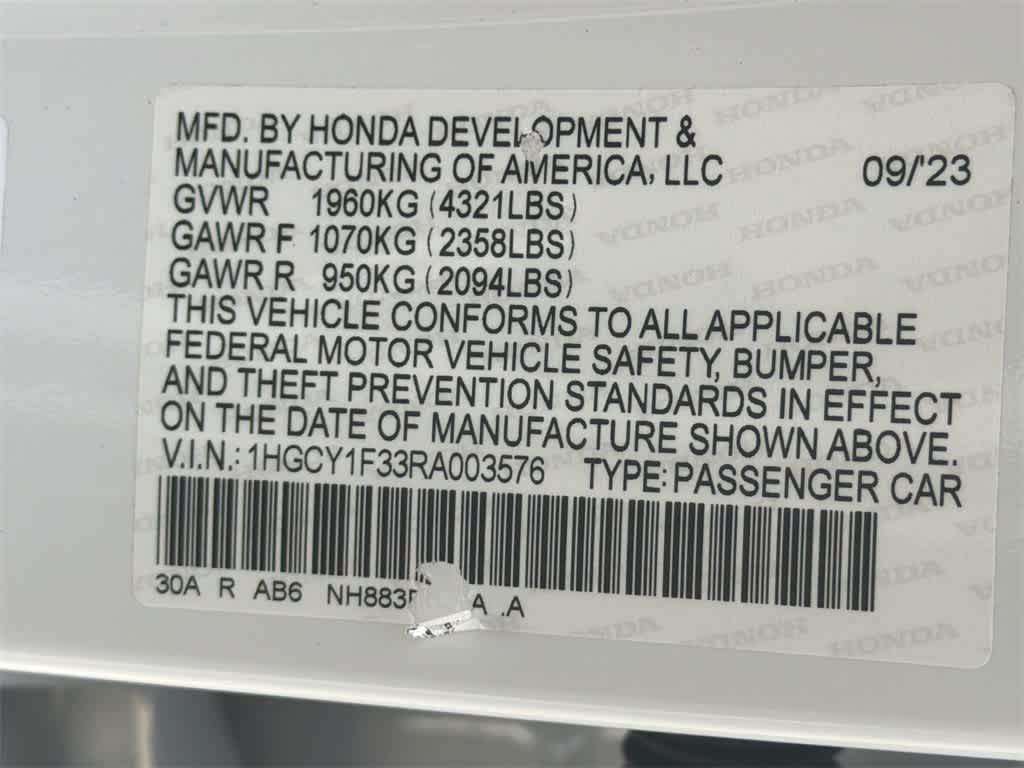 MFD. BY HONDA DEVELOPMENT &
MANUFACTURING OF AMERICA, LLC 09/'23
GVWR 1960KG (4321LBS)
GAWR F 1070KG (2358LBS)
GAWR R 950KG (2094LBS)
THIS VEHICLE CONFORMS TO ALL APPLICABLE
FEDERAL MOTOR VEHICLE SAFETY, BUMPER,
AND THEFT PREVENTION STANDARDS IN EFFECT
ON THE DATE OF MANUFACTURE SHOWN ABOVE.
V.I.N.: 1HGCY1F33RA003576 TYPE: PASSENGER CAR
30A R AB6